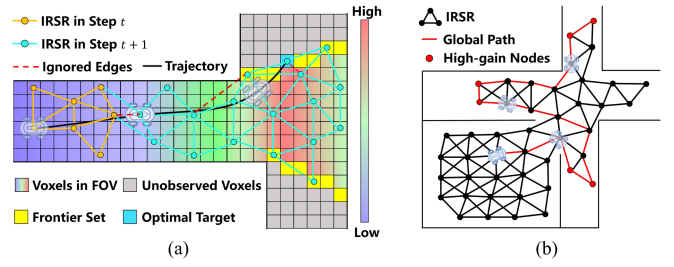 IRSR in Step t
IRSR in Step t + 1
Ignored Edges
Trajectory
High
Low
Voxels in FOV
Unobserved Voxels
Frontier Set
Optimal Target
(a)
IRSR
Global Path
High-gain Nodes
(b)